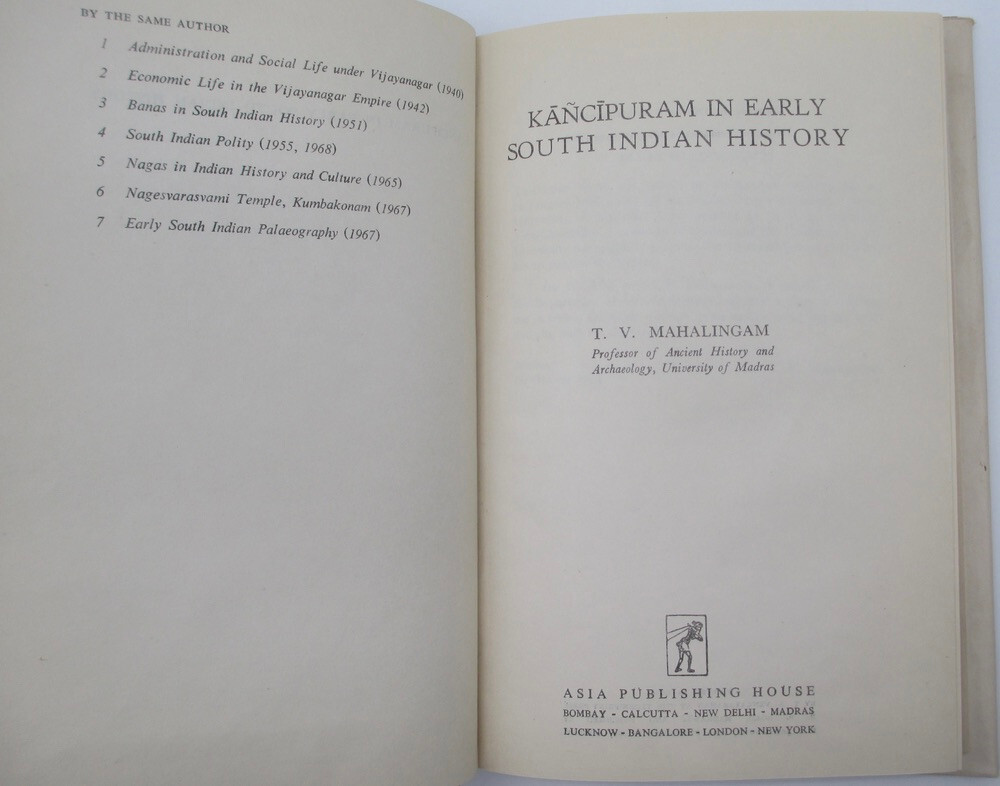 BY THE SAME AUTHOR
1 Administration and Social Life under Vijayanagar (1940)
2 Economic Life in the Vijayanagar Empire (1942)
3 Banas in South Indian History (1951)
4 South Indian Polity (1955, 1968)
5 Nagas in Indian History and Culture (1965)
6 Nagesvarasvami Temple, Kumbakonam (1967)
7 Early South Indian Palaeography (1967)
KĀÑCĪPURAM IN EARLY
SOUTH INDIAN HISTORY
T. V. MAHALINGAM
Professor of Ancient History and
Archaeology, University of Madras
ASIA PUBLISHING HOUSE
BOMBAY - CALCUTTA - NEW DELHI - MADRAS
LUCKNOW - BANGALORE - LONDON - NEW YORK